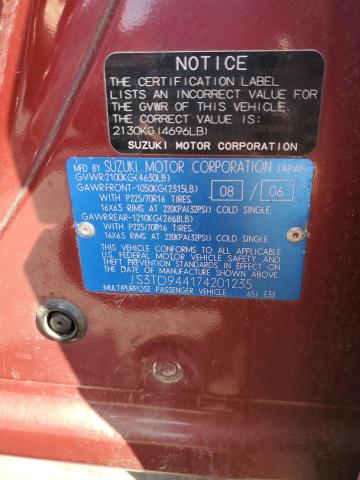 NOTICE
THE CERTIFICATION LABEL
LISTS AN INCORRECT VALUE FOR
THE GVWR OF THIS VEHICLE.
THE CORRECT VALUE IS:
2130KG(4696LB)
SUZUKI MOTOR CORPORATION
MFD BY SUZUKI MOTOR CORPORATION JAPAN
GVWR:2100KG(4630LB)
GAWR:FRONT-1050KG(2315LB) 08 / 06
WITH P225/70R16 TIRES.
16X6.5 RIMS AT 220KPA(32PSI) COLD SINGLE.
GAWR:REAR-1210KG(2668LB)
WITH P225/70R16 TIRES.
16X6.5 RIMS AT 220KPA(32PSI) COLD SINGLE.
THIS VEHICLE CONFORMS TO ALL APPLICABLE
U.S. FEDERAL MOTOR VEHICLE SAFETY AND
THEFT PREVENTION STANDARDS IN EFFECT
ON THE DATE OF MANUFACTURE SHOWN ABOVE.
JS3TD944174201235
MULTIPURPOSE PASSENGER VEHICLE 65J E33